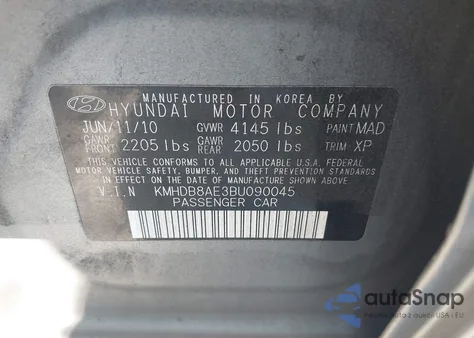 MANUFACTURED IN KOREA BY
HYUNDAI MOTOR COMPANY
JUN/11/10 GVWR 4145 lbs PAINT MAD
GAWR FRONT 2205 lbs GAWR REAR 2050 lbs TRIM: XP
THIS VEHICLE CONFORMS TO ALL APPLICABLE U.S. FEDERAL
MOTOR VEHICLE SAFETY, BUMPER, AND THEFT PREVENTION STANDARDS
IN EFFECT ON THE DATE OF MANUFACTURE SHOWN ABOVE.
V.I.N KMHDB8AE3BU090045
PASSENGER CAR
autoSnap